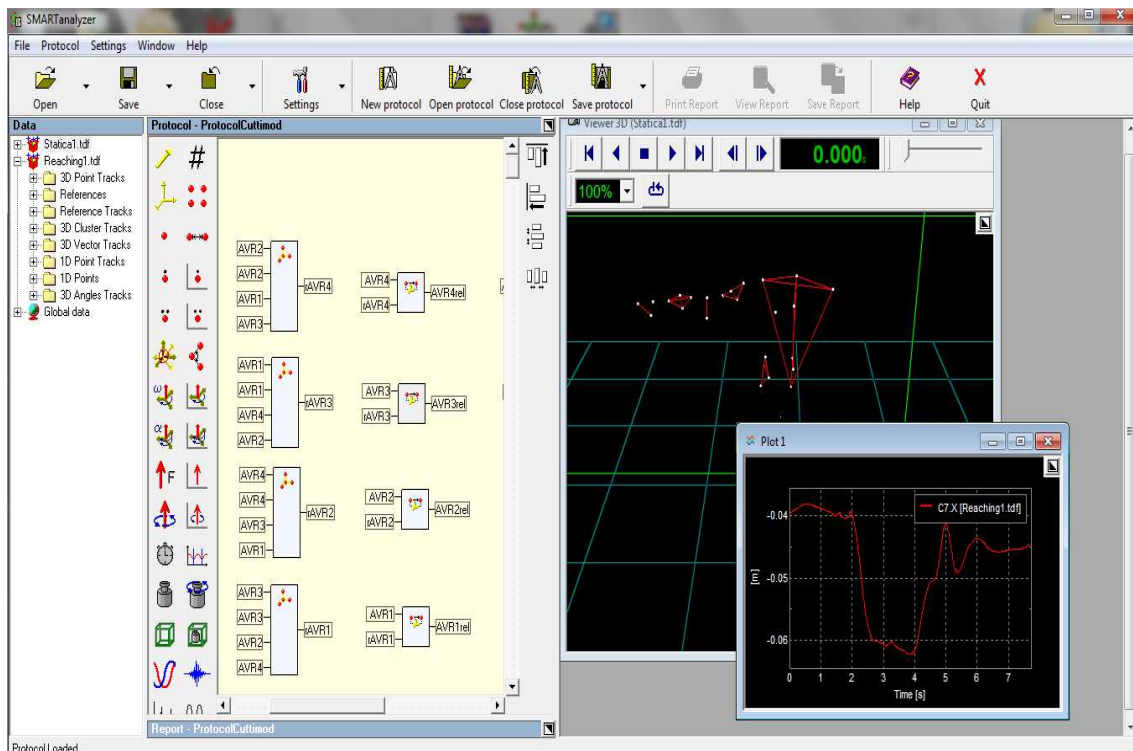 SMARTanalyzer
File Protocol Settings Window Help
Open Save Close Settings New protocol Open protocol Close protocol Save protocol Print Report View Report Save Report Help Quit
Data
Statica1.tdf
Reaching1.tdf
3D Point Tracks
References
Reference Tracks
3D Cluster Tracks
3D Vector Tracks
1D Point Tracks
1D Points
3D Angles Tracks
Global data
Protocol - ProtocolCuttimod
#
ω
α
F
AVR2
AVR2
AVR1
AVR3
rAVR4
AVR4
rAVR4
AVR4rel
AVR1
AVR1
AVR4
AVR2
rAVR3
AVR3
rAVR3
AVR3rel
AVR4
AVR4
AVR3
AVR1
rAVR2
AVR2
rAVR2
AVR2rel
AVR3
AVR3
AVR2
AVR4
rAVR1
AVR1
rAVR1
AVR1rel
Report - ProtocolCuttimod
Viewer 3D (Statica1.tdf)
0.000s
100%
Plot 1
C7.X [Reaching1.tdf]
-0.04
-0.05
-0.06
[m]
0 1 2 3 4 5 6 7
Time [s]
Protocol Loaded